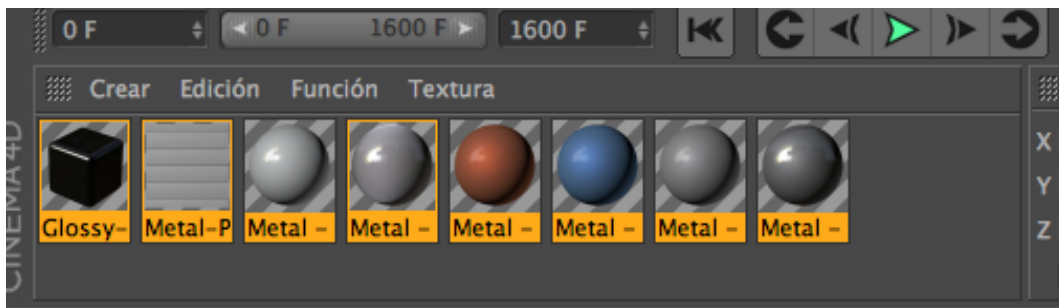 0 F 0 F 1600 F 1600 F
Crear Edición Función Textura
Glossy- Metal-P Metal - Metal - Metal - Metal - Metal - Metal -
X
Y
Z
CINEMA 4D